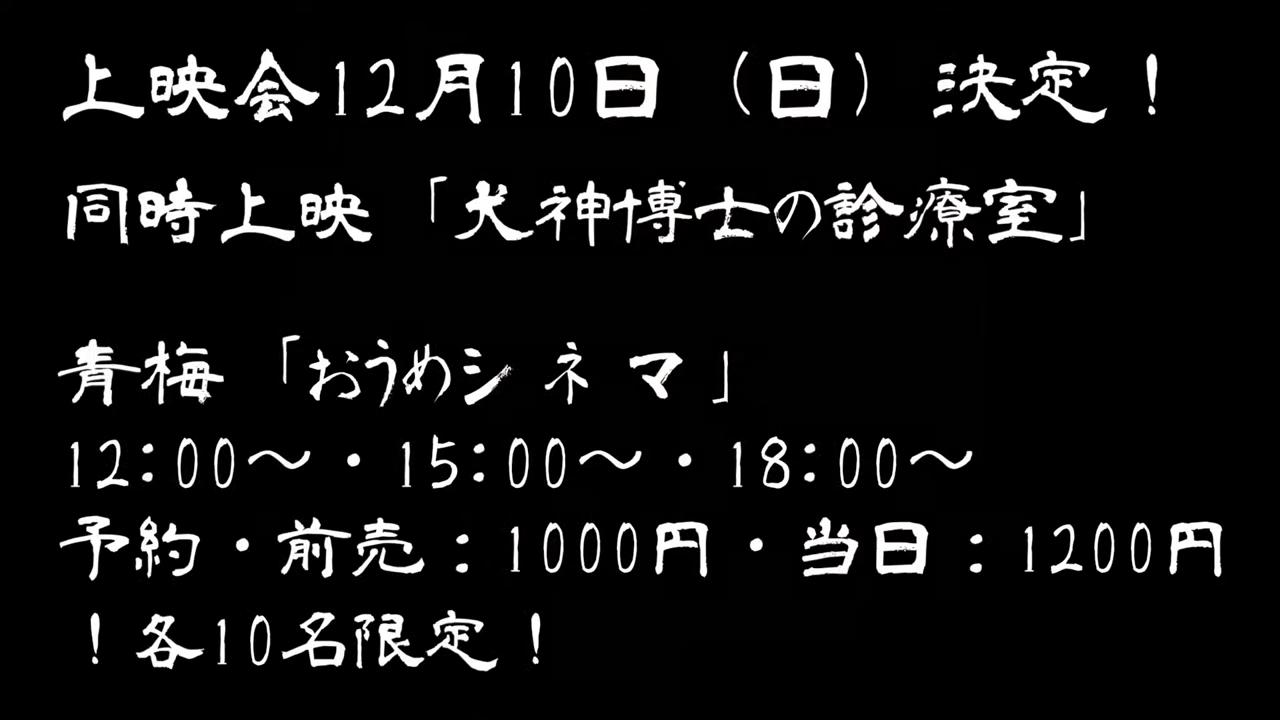 上映会12月10日（日）決定！
同時上映「犬神博士の診療室」
青梅「おうめシネマ」
12:00～・15:00～・18:00～
予約・前売：1000円・当日：1200円
！各10名限定！